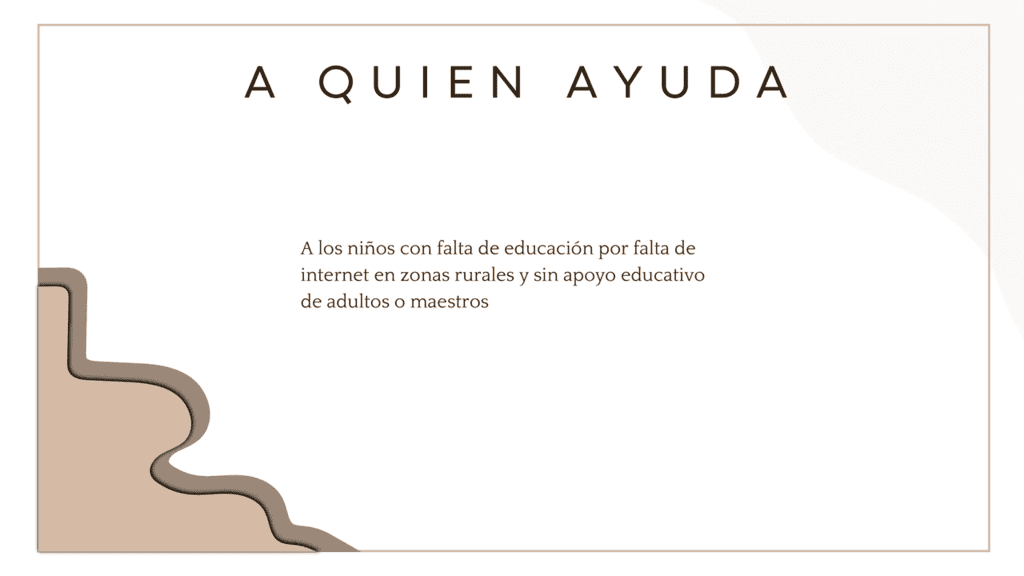 A QUIEN AYUDA
A los niños con falta de educación por falta de
internet en zonas rurales y sin apoyo educativo
de adultos o maestros